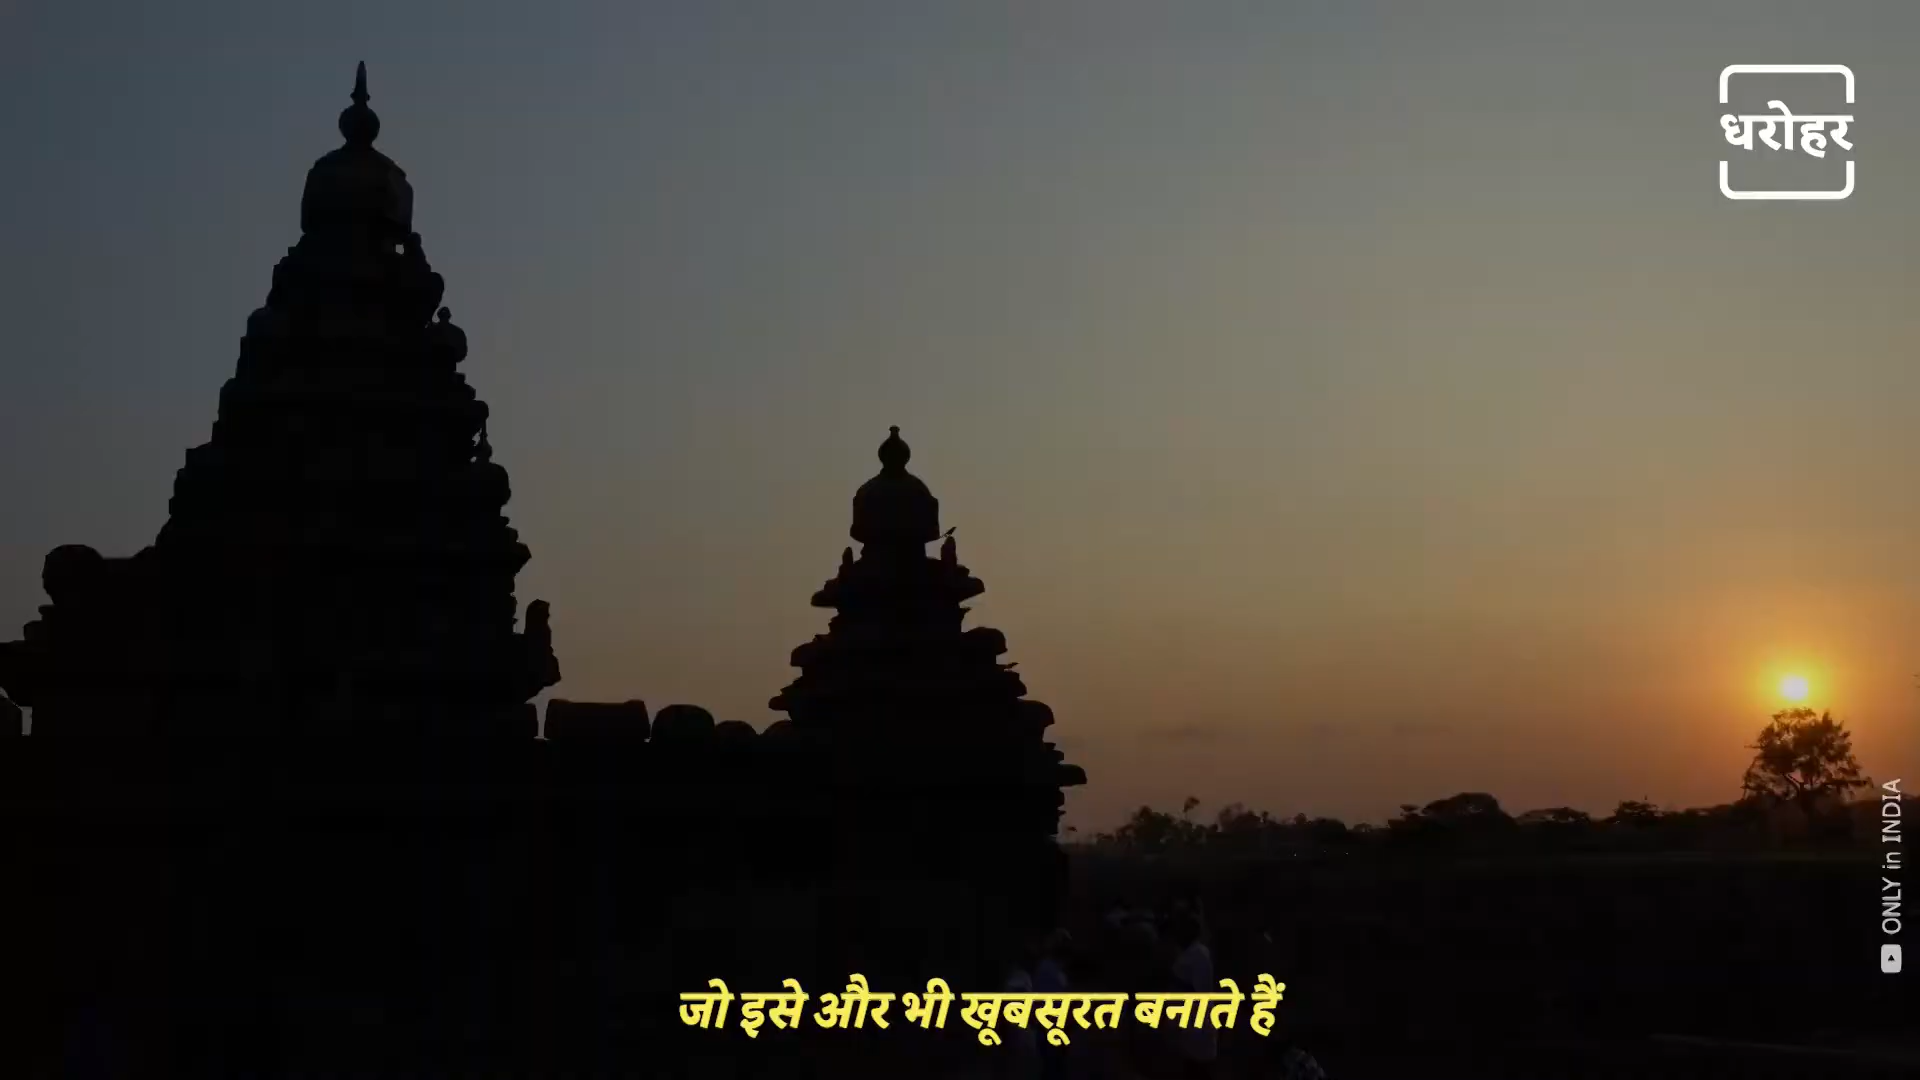 धरोहर
ONLY in INDIA
जो इसे और भी खूबसूरत बनाते हैं